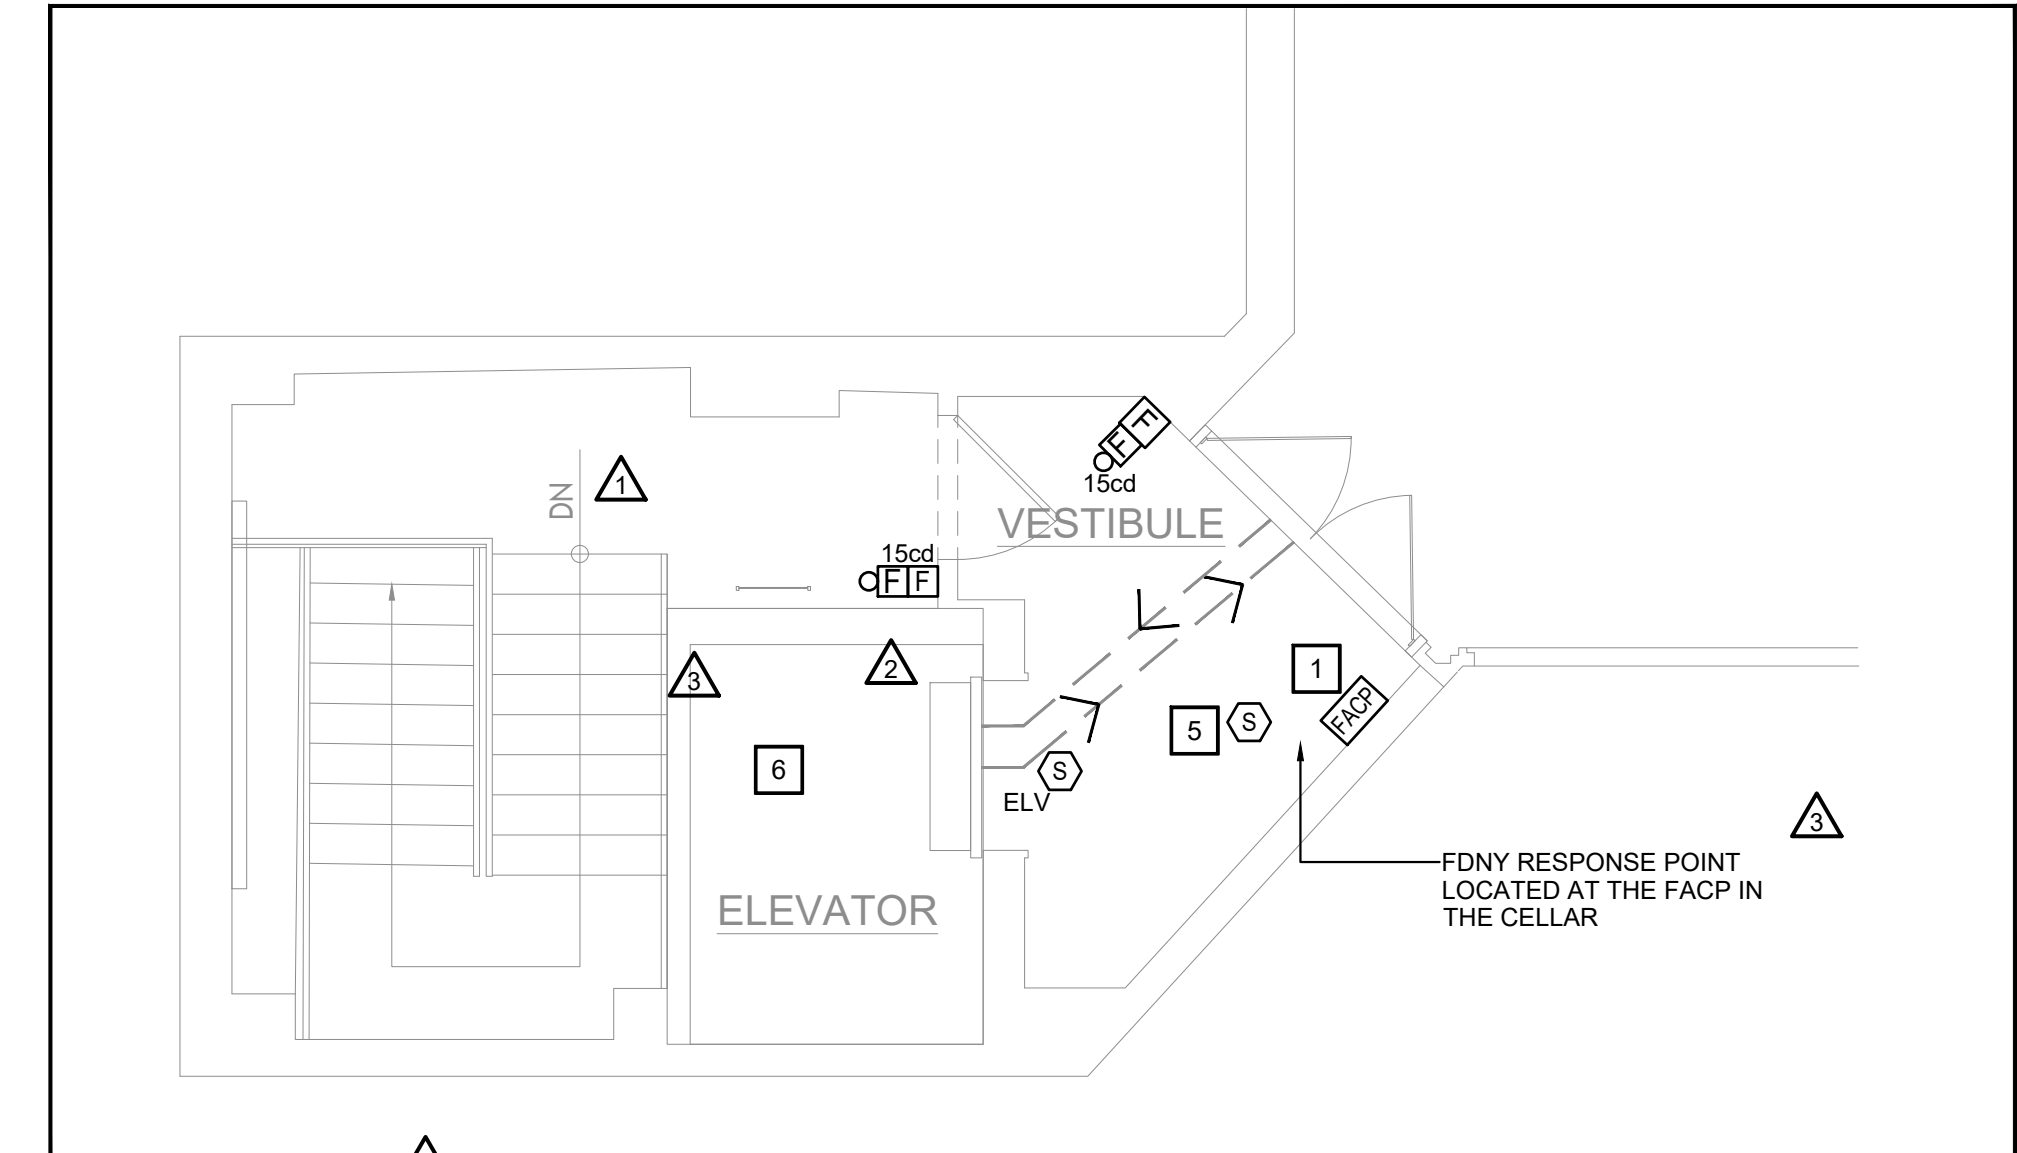 DN
1
15cd
F F
15cd
F F
VESTIBULE
3
2
1
FACP
5
S
6
S
ELV
3
FDNY RESPONSE POINT
LOCATED AT THE FACP IN
THE CELLAR
ELEVATOR